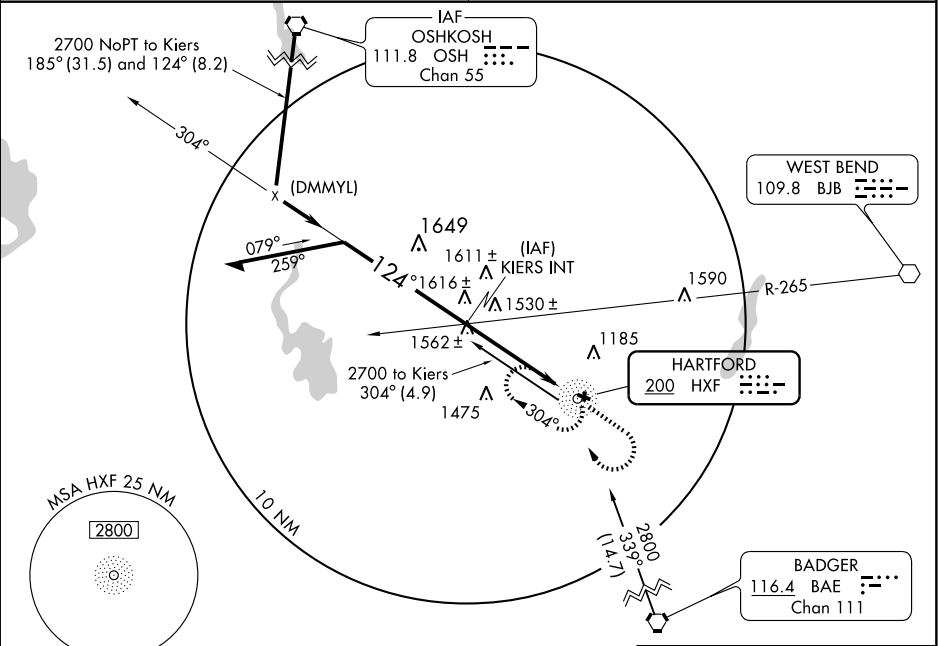 IAF
OSHKOSH
111.8 OSH
Chan 55
2700 NoPT to Kiers
185° (31.5) and 124° (8.2)
304°
(DMMYL)
WEST BEND
109.8 BJB
1649
079°
259°
1611 ±
(IAF)
KIERS INT
124°
1616 ±
1530 ±
1590
R-265
1562 ±
1185
HARTFORD
200 HXF
2700 to Kiers
304° (4.9)
1475
304°
MSA HXF 25 NM
2800
10 NM
2800
339°
(14.7)
BADGER
116.4 BAE
Chan 111